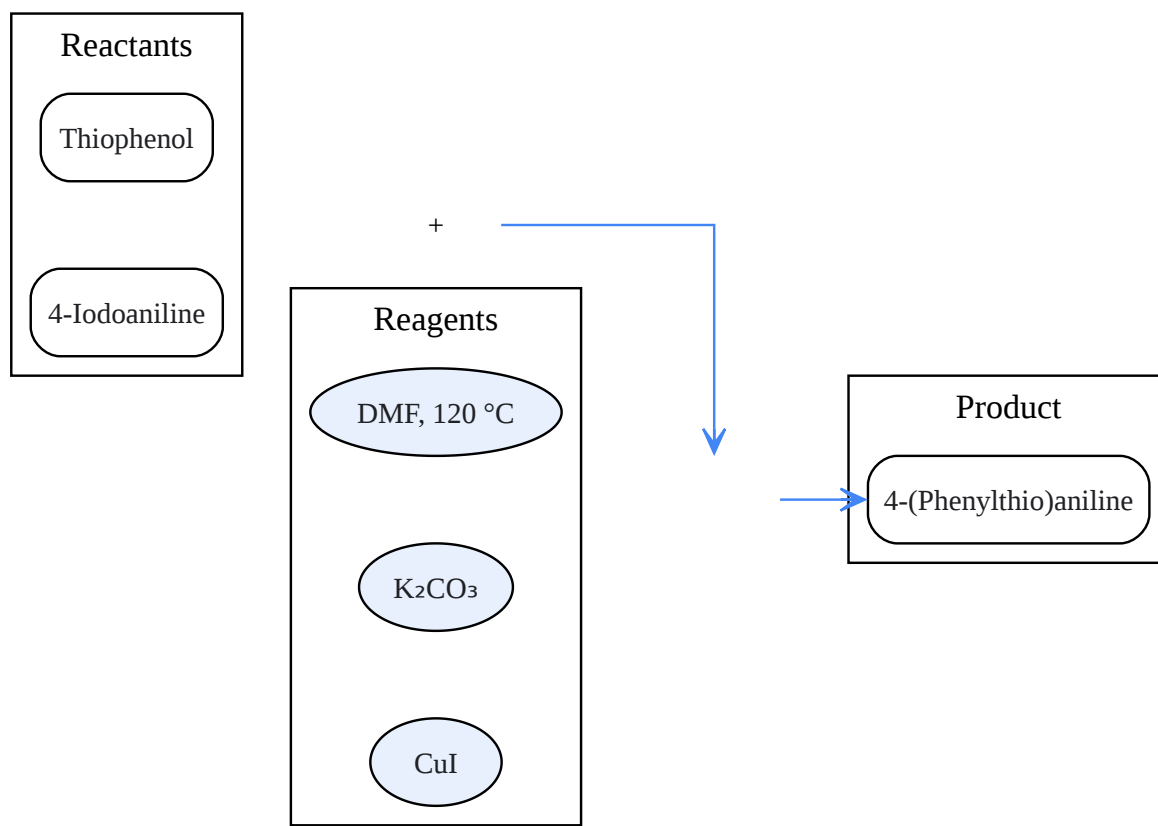 Reactants
Thiophenol
4-Iodoaniline
+
Reagents
DMF, 120 °C
K₂CO₃
CuI
Product
4-(Phenylthio)aniline